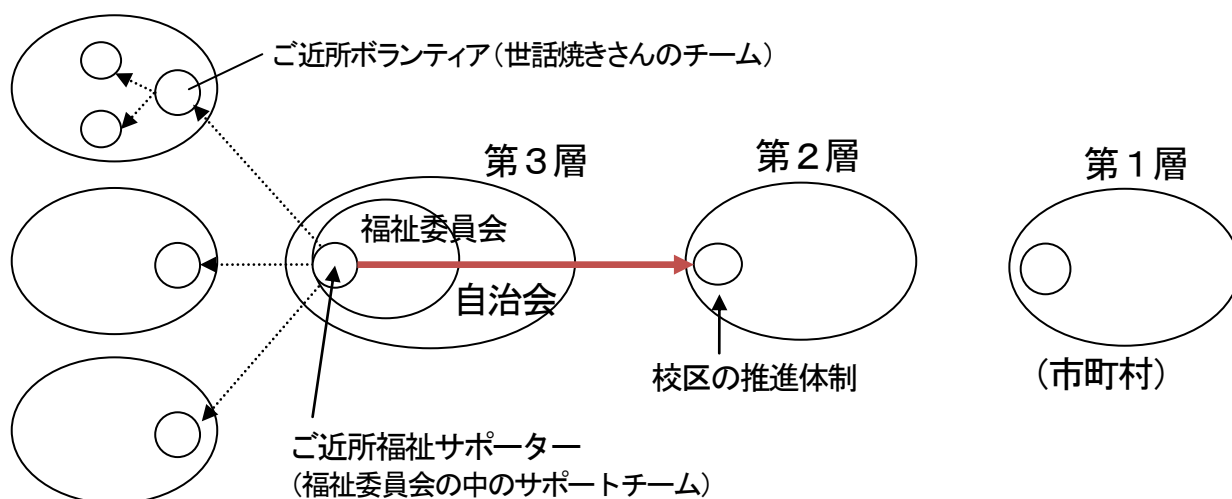 ご近所ボランティア(世話焼きさんのチーム)
第3層
第2層
第1層
福祉委員会
自治会
校区の推進体制
(市町村)
ご近所福祉サポーター
(福祉委員会の中のサポートチーム)